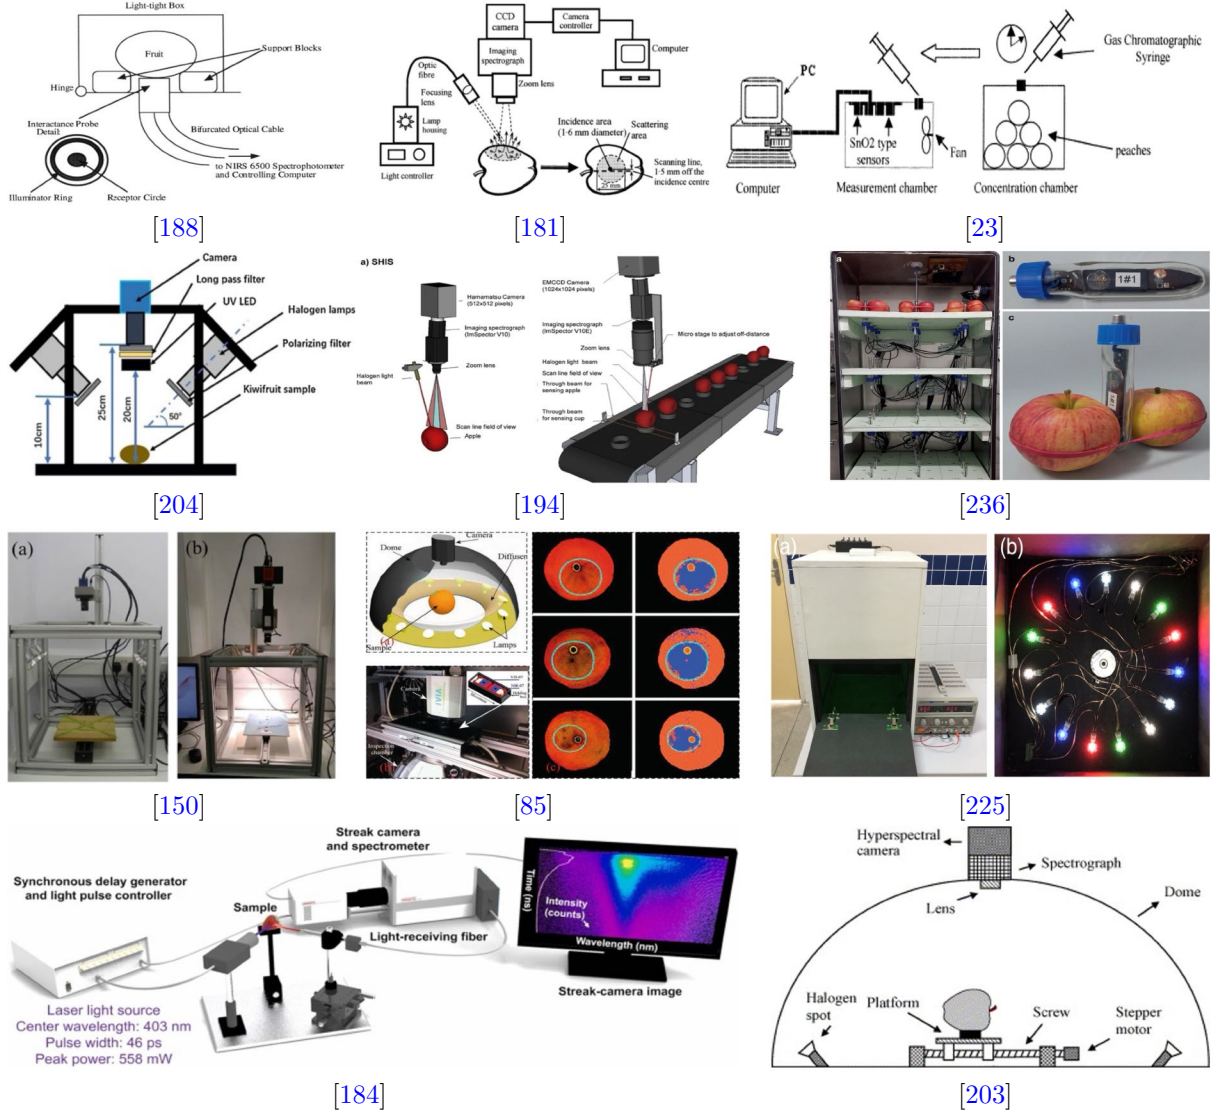 Light-tight Box
Fruit
Support Blocks
Hinge
Interactance Probe
Detail:
Bifurcated Optical Cable
to NIRS 6500 Spectrophotometer
and Controlling Computer
Illuminator Ring
Receptor Circle
[188]
CCD
camera
Camera
controller
Imaging
spectrograph
Computer
Optic
fibre
Focusing
lens
Zoom lens
Lamp
housing
Incidence area
(1·6 mm diameter)
Scattering
area
Scanning line,
1·5 mm off the
incidence centre
25 mm
Light controller
[181]
Gas Chromatographic
Syringe
PC
SnO2 type
sensors
Fan
peaches
Computer
Measurement chamber
Concentration chamber
[23]
Camera
Long pass filter
UV LED
Halogen lamps
Polarizing filter
Kiwifruit sample
10cm
25cm
20cm
50°
[204]
a) SHIS
Hamamatsu Camera
(512x512 pixels)
Imaging spectrograph
(ImSpector V10)
Zoom lens
Halogen light
beam
Scan line field of view
Apple
EMCCD Camera
(1024x1024 pixels)
Imaging spectrograph
(ImSpector V10E)
Micro stage to adjust off-distance
Zoom lens
Halogen light beam
Scan line field of view
Through beam for
sensing apple
Through beam
for sensing cup
[194]
a
b
1#1
c
[236]
(a)
(b)
[150]
Camera
Dome
Diffuser
(a)
Sample
Lamps
Camera
IVIA
Inspection
chamber
(b)
(c)
[85]
(a)
(b)
[225]
Streak camera
and spectrometer
Synchronous delay generator
and light pulse controller
Sample
Light-receiving fiber
Time (ns)
Intensity
(counts)
Wavelength (nm)
Streak-camera image
Laser light source
Center wavelength: 403 nm
Pulse width: 46 ps
Peak power: 558 mW
[184]
Hyperspectral
camera
Spectrograph
Lens
Dome
Halogen
spot
Platform
Screw
Stepper
motor
[203]